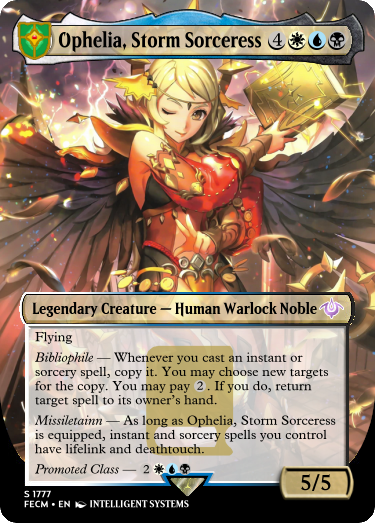 Ophelia, Storm Sorceress 4
Legendary Creature — Human Warlock Noble
Flying
Bibliophile — Whenever you cast an instant or
sorcery spell, copy it. You may choose new targets
for the copy. You may pay 2. If you do, return
target spell to its owner's hand.
Missiletainn — As long as Ophelia, Storm Sorceress
is equipped, instant and sorcery spells you control
have lifelink and deathtouch.
Promoted Class — 2
5/5
S 1777
FECM • EN INTELLIGENT SYSTEMS